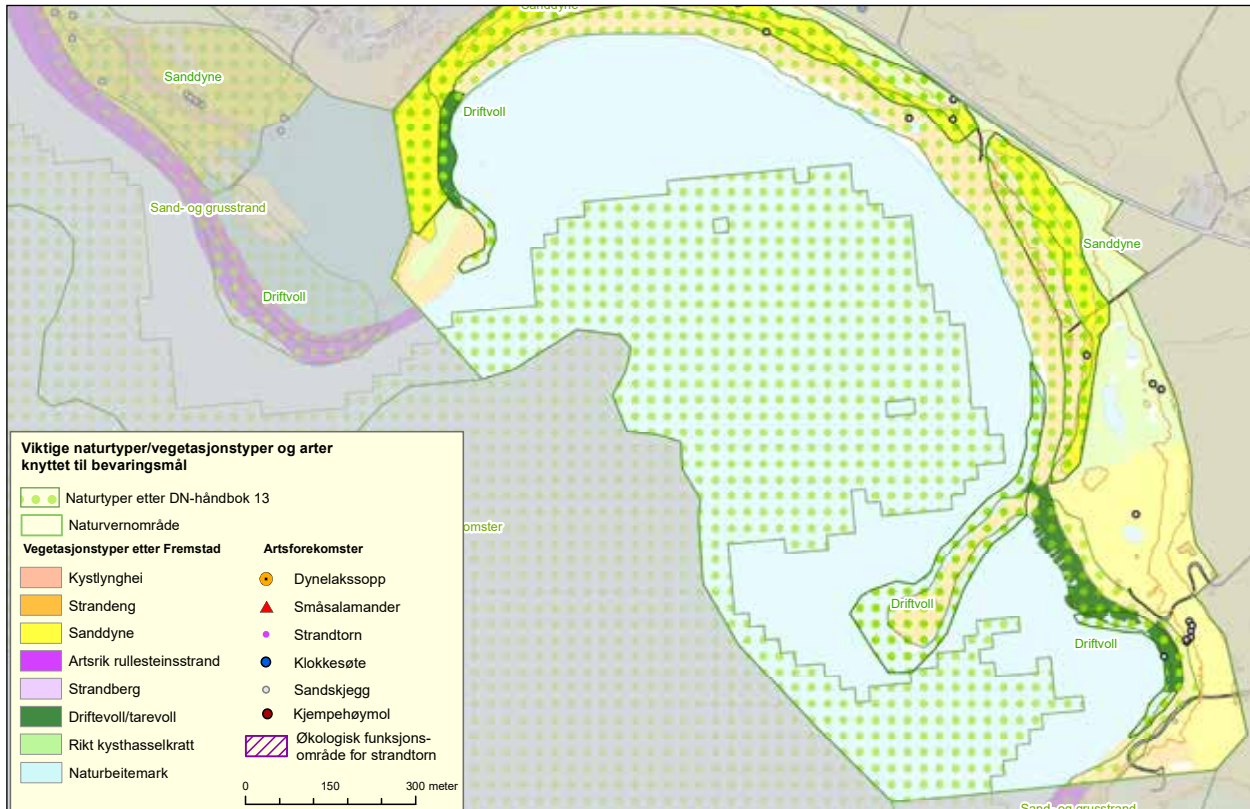 Sanddyne
Sanddyne
Driftvoll
Sand- og grusstrand
Sanddyne
Driftvoll
Viktige naturtyper/vegetasjonstyper og arter
knyttet til bevaringsmål
Naturtyper etter DN-håndbok 13
Naturvernområde
omster
Vegetasjonstyper etter Fremstad
Kystlynghei
Strandeng
Sanddyne
Artsrik rullesteinsstrand
Strandberg
Driftevoll/tarevoll
Rikt kysthasselkratt
Naturbeitemark
Artsforekomster
Dynelakssopp
Småsalamander
Strandtorn
Klokkesøte
Sandskjegg
Kjempehøymol
Økologisk funksjons-
område for strandtorn
0 150 300 meter
Driftvoll
Driftvoll
Sand- og grusstrand